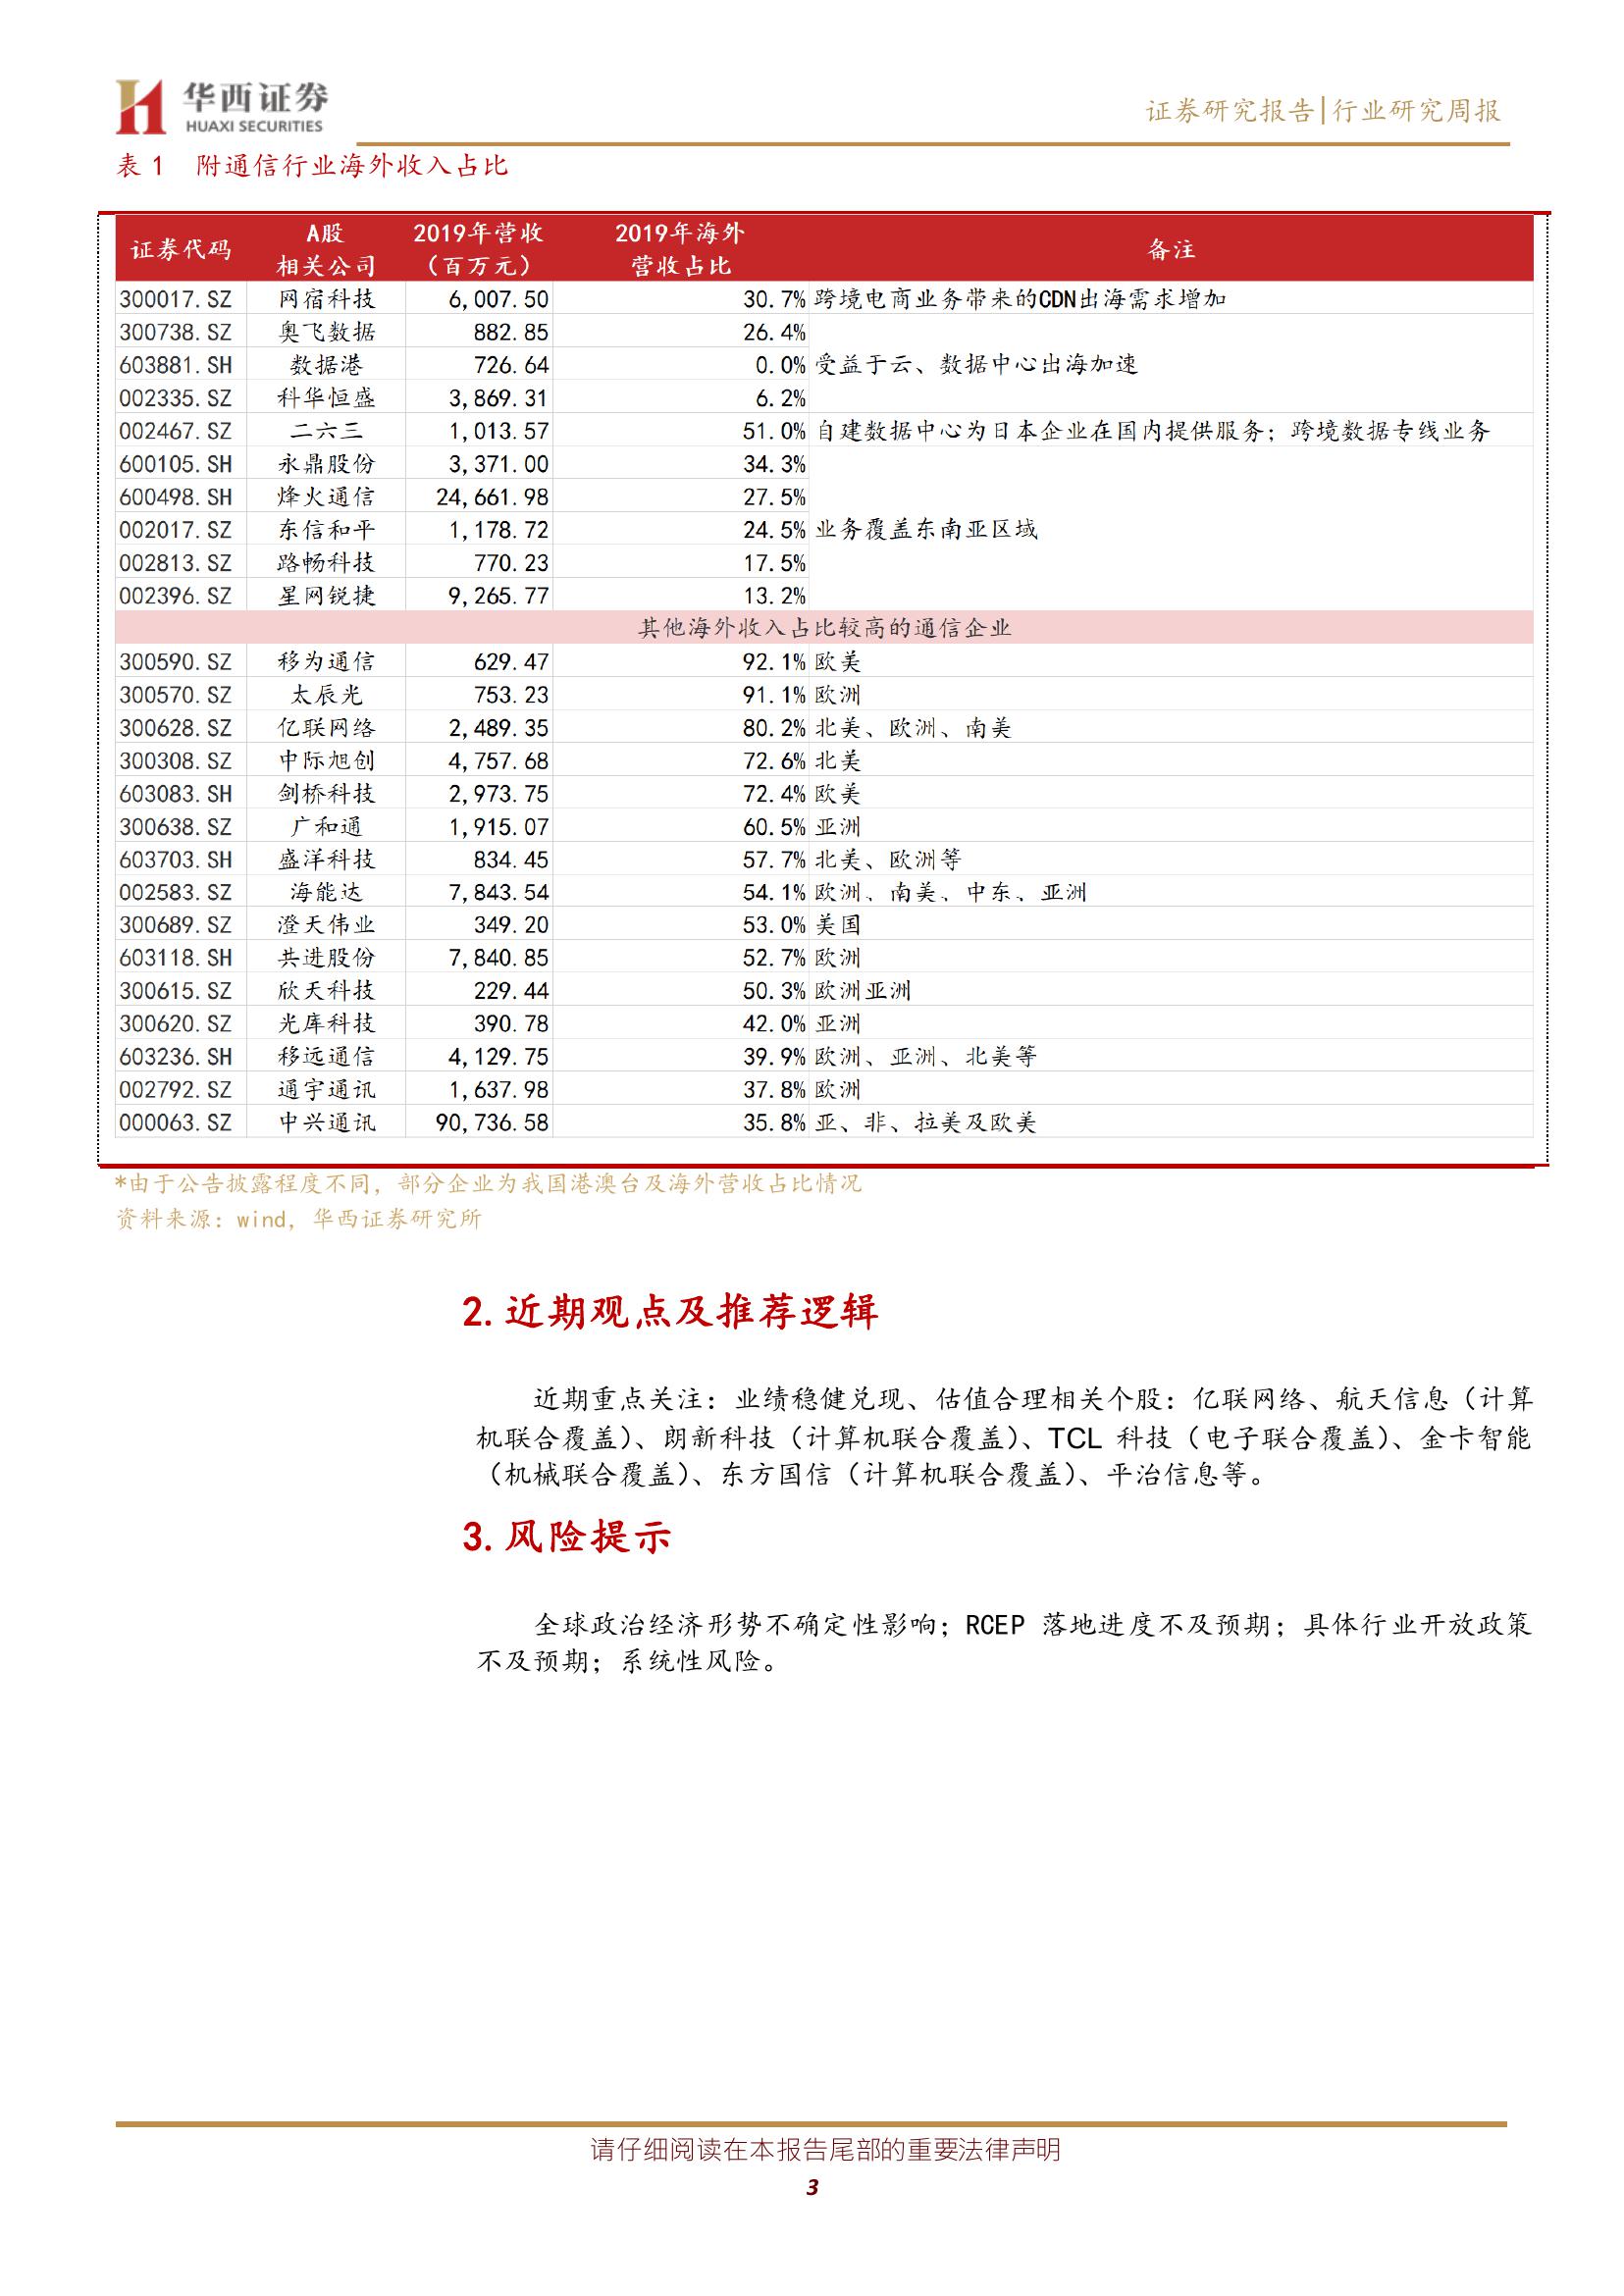 华西证券
HUAXI SECURITIES
证券研究报告|行业研究周报
表 1 附通信行业海外收入占比
证券代码 A股相关公司 2019年营收（百万元） 2019年海外营收占比 备注
300017.SZ 网宿科技 6,007.50 30.7% 跨境电商业务带来的CDN出海需求增加
300738.SZ 奥飞数据 882.85 26.4%
603881.SH 数据港 726.64 0.0% 受益于云、数据中心出海加速
002335.SZ 科华恒盛 3,869.31 6.2%
002467.SZ 二六三 1,013.57 51.0% 自建数据中心为日本企业在国内提供服务；跨境数据专线业务
600105.SH 永鼎股份 3,371.00 34.3%
600498.SH 烽火通信 24,661.98 27.5%
002017.SZ 东信和平 1,178.72 24.5% 业务覆盖东南亚区域
002813.SZ 路畅科技 770.23 17.5%
002396.SZ 星网锐捷 9,265.77 13.2%
其他海外收入占比较高的通信企业
300590.SZ 移为通信 629.47 92.1% 欧美
300570.SZ 太辰光 753.23 91.1% 欧洲
300628.SZ 亿联网络 2,489.35 80.2% 北美、欧洲、南美
300308.SZ 中际旭创 4,757.68 72.6% 北美
603083.SH 剑桥科技 2,973.75 72.4% 欧美
300638.SZ 广和通 1,915.07 60.5% 亚洲
603703.SH 盛洋科技 834.45 57.7% 北美、欧洲等
002583.SZ 海能达 7,843.54 54.1% 欧洲、南美、中东、亚洲
300689.SZ 澄天伟业 349.20 53.0% 美国
603118.SH 共进股份 7,840.85 52.7% 欧洲
300615.SZ 欣天科技 229.44 50.3% 欧洲亚洲
300620.SZ 光库科技 390.78 42.0% 亚洲
603236.SH 移远通信 4,129.75 39.9% 欧洲、亚洲、北美等
002792.SZ 通宇通讯 1,637.98 37.8% 欧洲
000063.SZ 中兴通讯 90,736.58 35.8% 亚、非、拉美及欧美
*由于公告披露程度不同，部分企业为我国港澳台及海外营收占比情况
资料来源：wind，华西证券研究所
2.近期观点及推荐逻辑
近期重点关注：业绩稳健兑现、估值合理相关个股：亿联网络、航天信息（计算
机联合覆盖）、朗新科技（计算机联合覆盖）、TCL 科技（电子联合覆盖）、金卡智能
（机械联合覆盖）、东方国信（计算机联合覆盖）、平治信息等。
3.风险提示
全球政治经济形势不确定性影响；RCEP 落地进度不及预期；具体行业开放政策
不及预期；系统性风险。
请仔细阅读在本报告尾部的重要法律声明
3